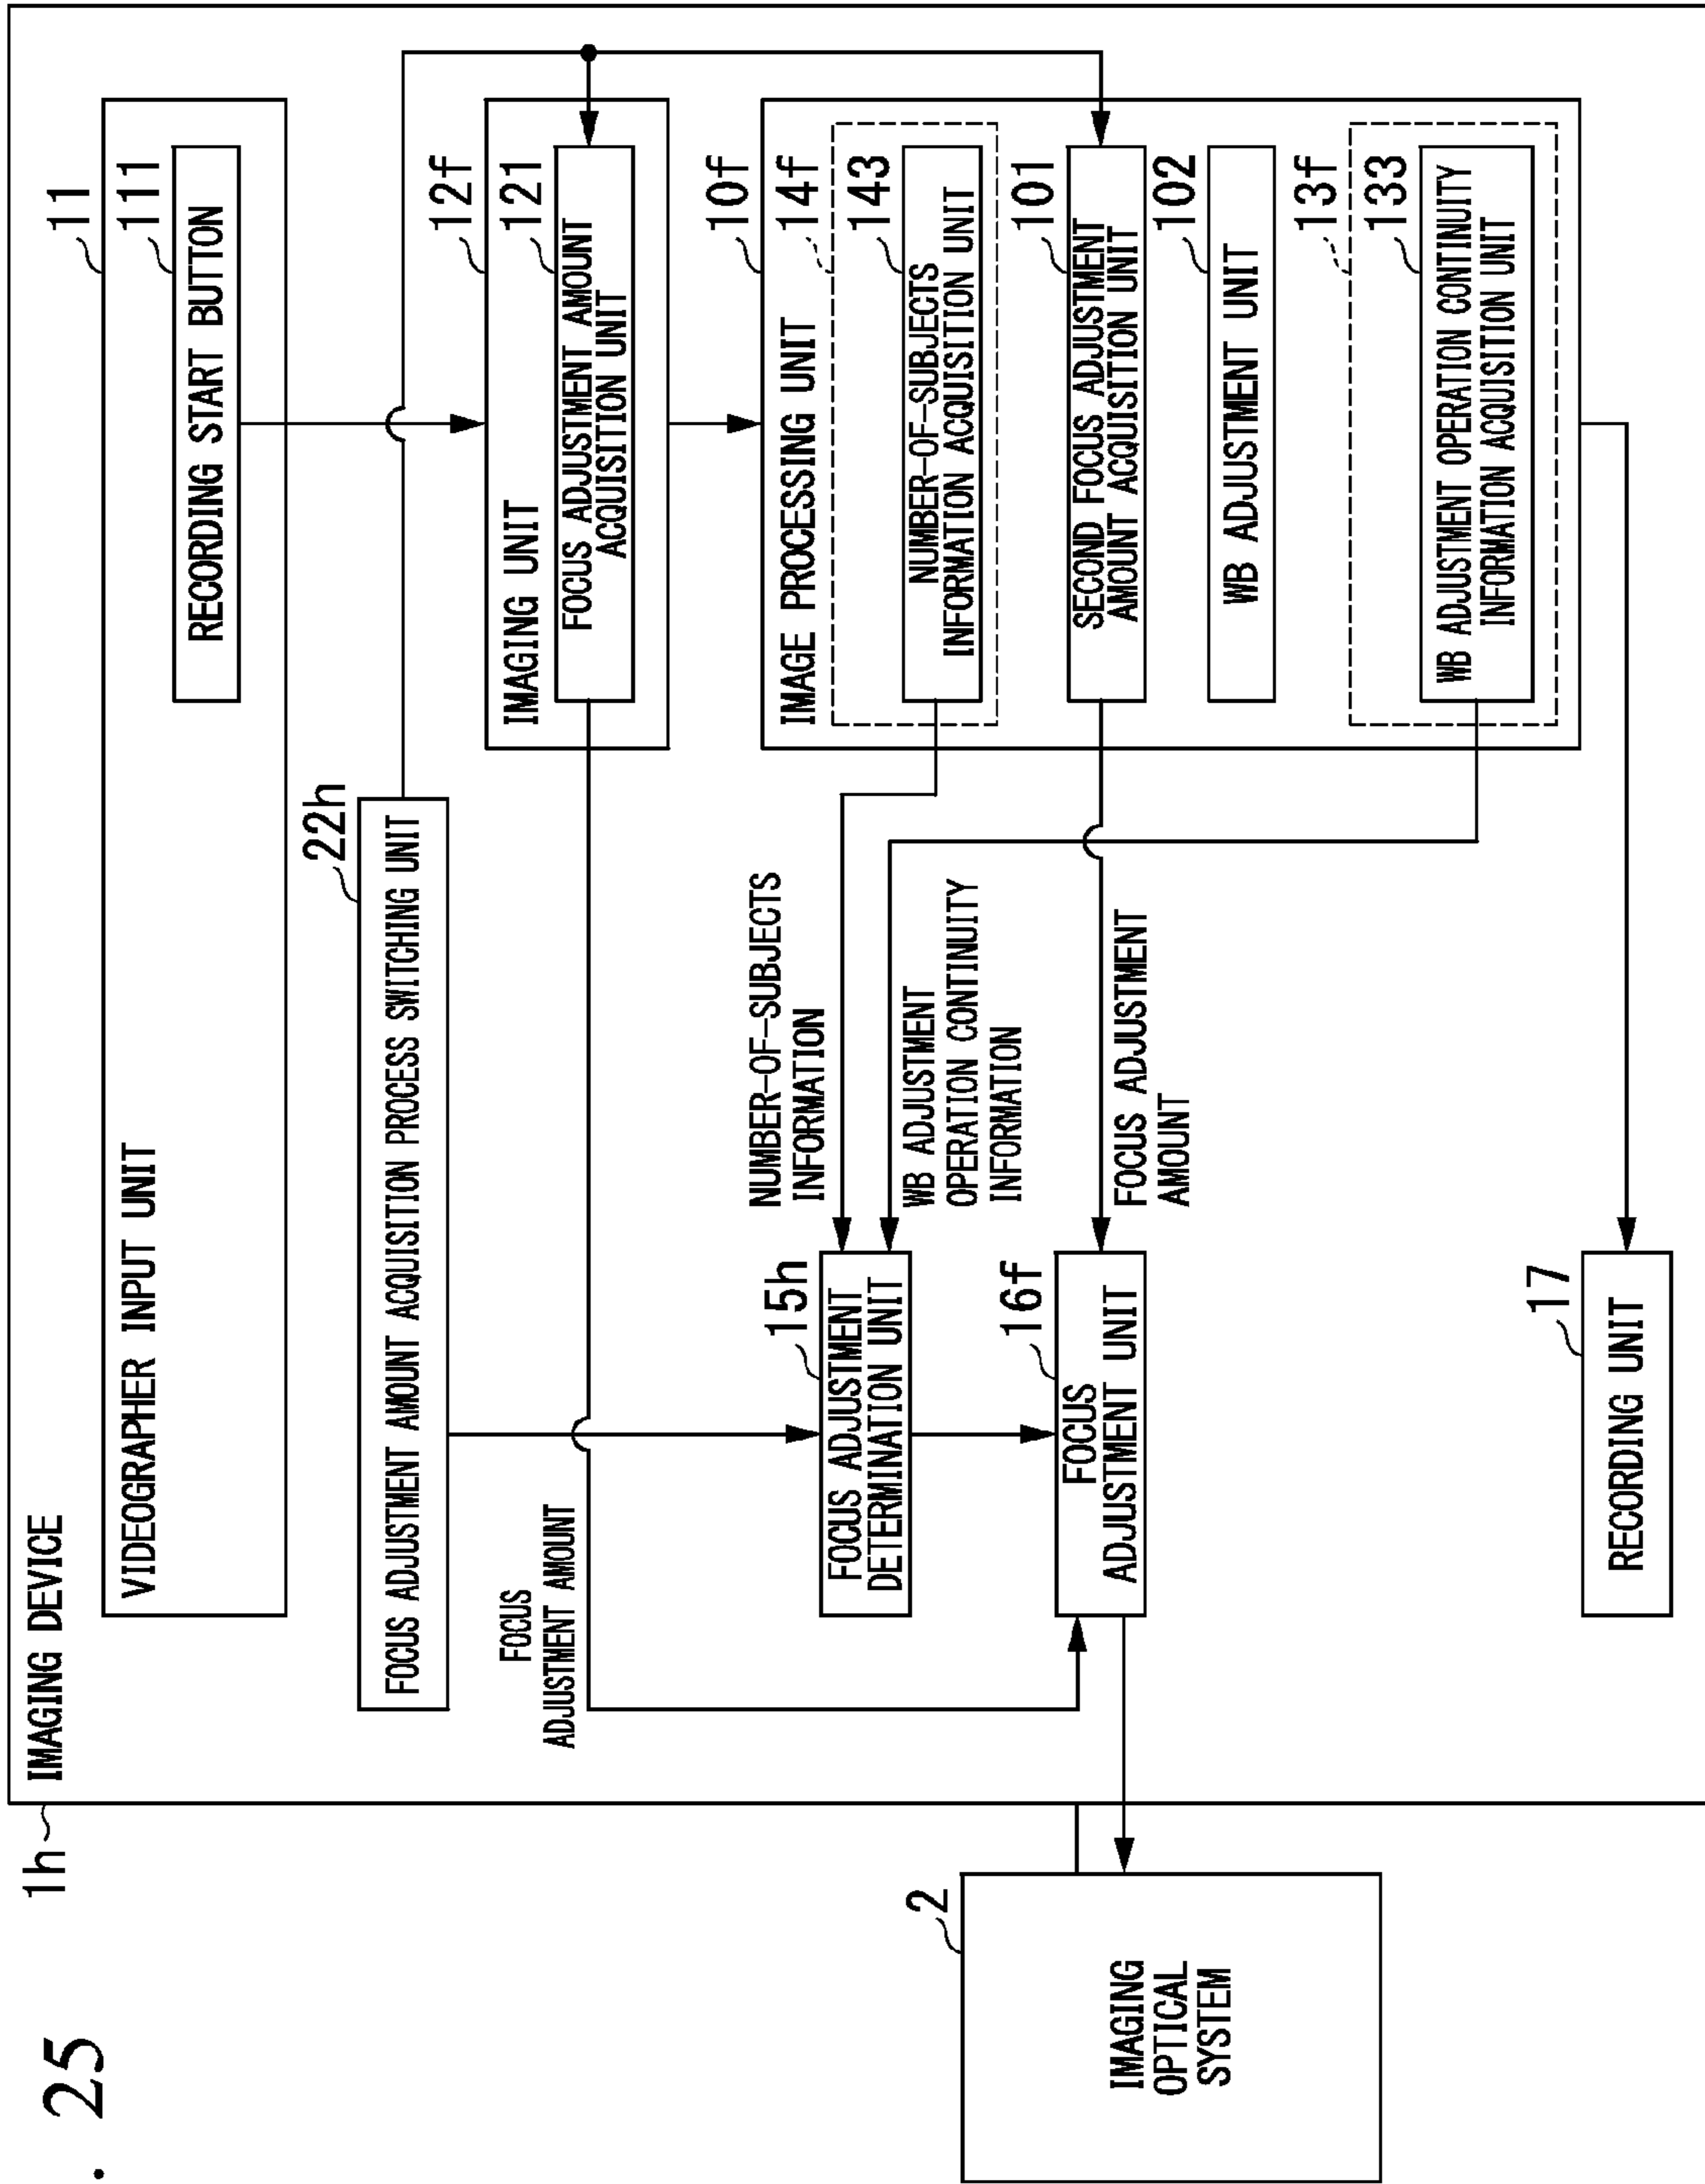 . 25
1h
IMAGING DEVICE
11
VIDEOGRAPHER INPUT UNIT
111
RECORDING START BUTTON
22h
FOCUS ADJUSTMENT AMOUNT ACQUISITION PROCESS SWITCHING UNIT
12f
IMAGING UNIT
121
FOCUS ADJUSTMENT AMOUNT
ACQUISITION UNIT
FOCUS
ADJUSTMENT AMOUNT
10f
IMAGE PROCESSING UNIT
14f
143
NUMBER-OF-SUBJECTS
INFORMATION ACQUISITION UNIT
NUMBER-OF-SUBJECTS
INFORMATION
15h
FOCUS ADJUSTMENT
DETERMINATION UNIT
WB ADJUSTMENT
OPERATION CONTINUITY
INFORMATION
101
SECOND FOCUS ADJUSTMENT
AMOUNT ACQUISITION UNIT
16f
FOCUS
ADJUSTMENT UNIT
FOCUS ADJUSTMENT
AMOUNT
102
WB ADJUSTMENT UNIT
13f
133
WB ADJUSTMENT OPERATION CONTINUITY
INFORMATION ACQUISITION UNIT
17
RECORDING UNIT
2
IMAGING
OPTICAL
SYSTEM